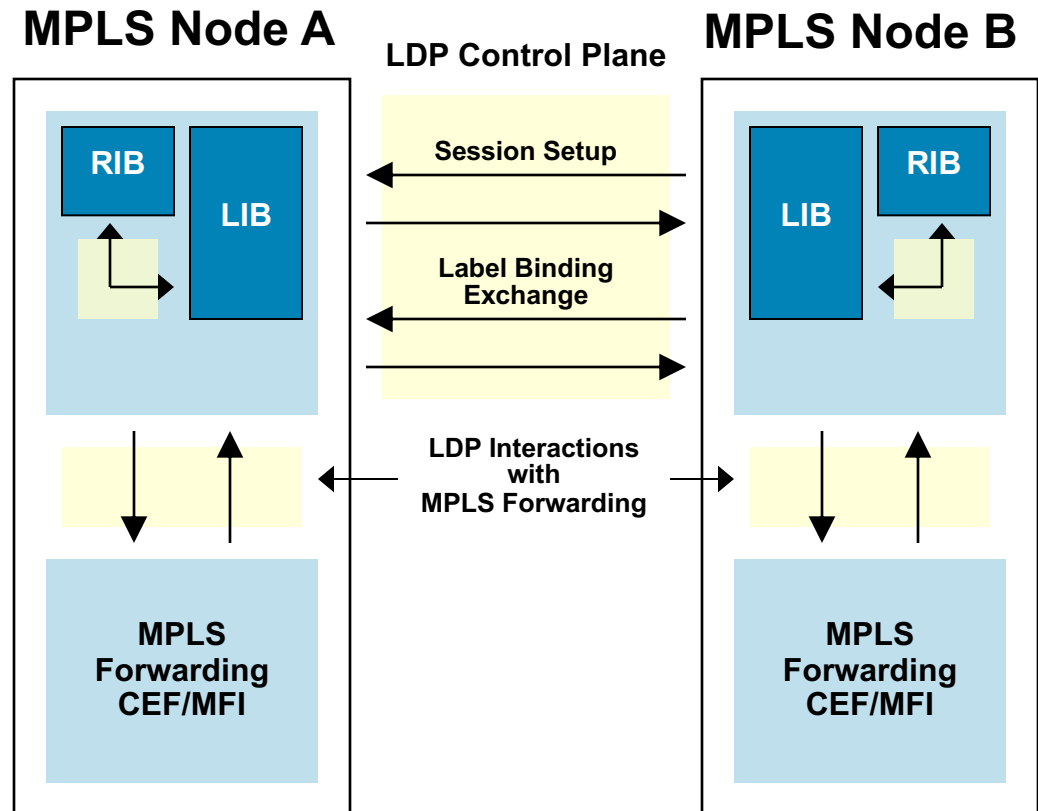 MPLS Node A
LDP Control Plane
MPLS Node B
RIB
LIB
Session Setup
Label Binding
Exchange
LIB
RIB
LDP Interactions
with
MPLS Forwarding
MPLS
Forwarding
CEF/MFI
MPLS
Forwarding
CEF/MFI